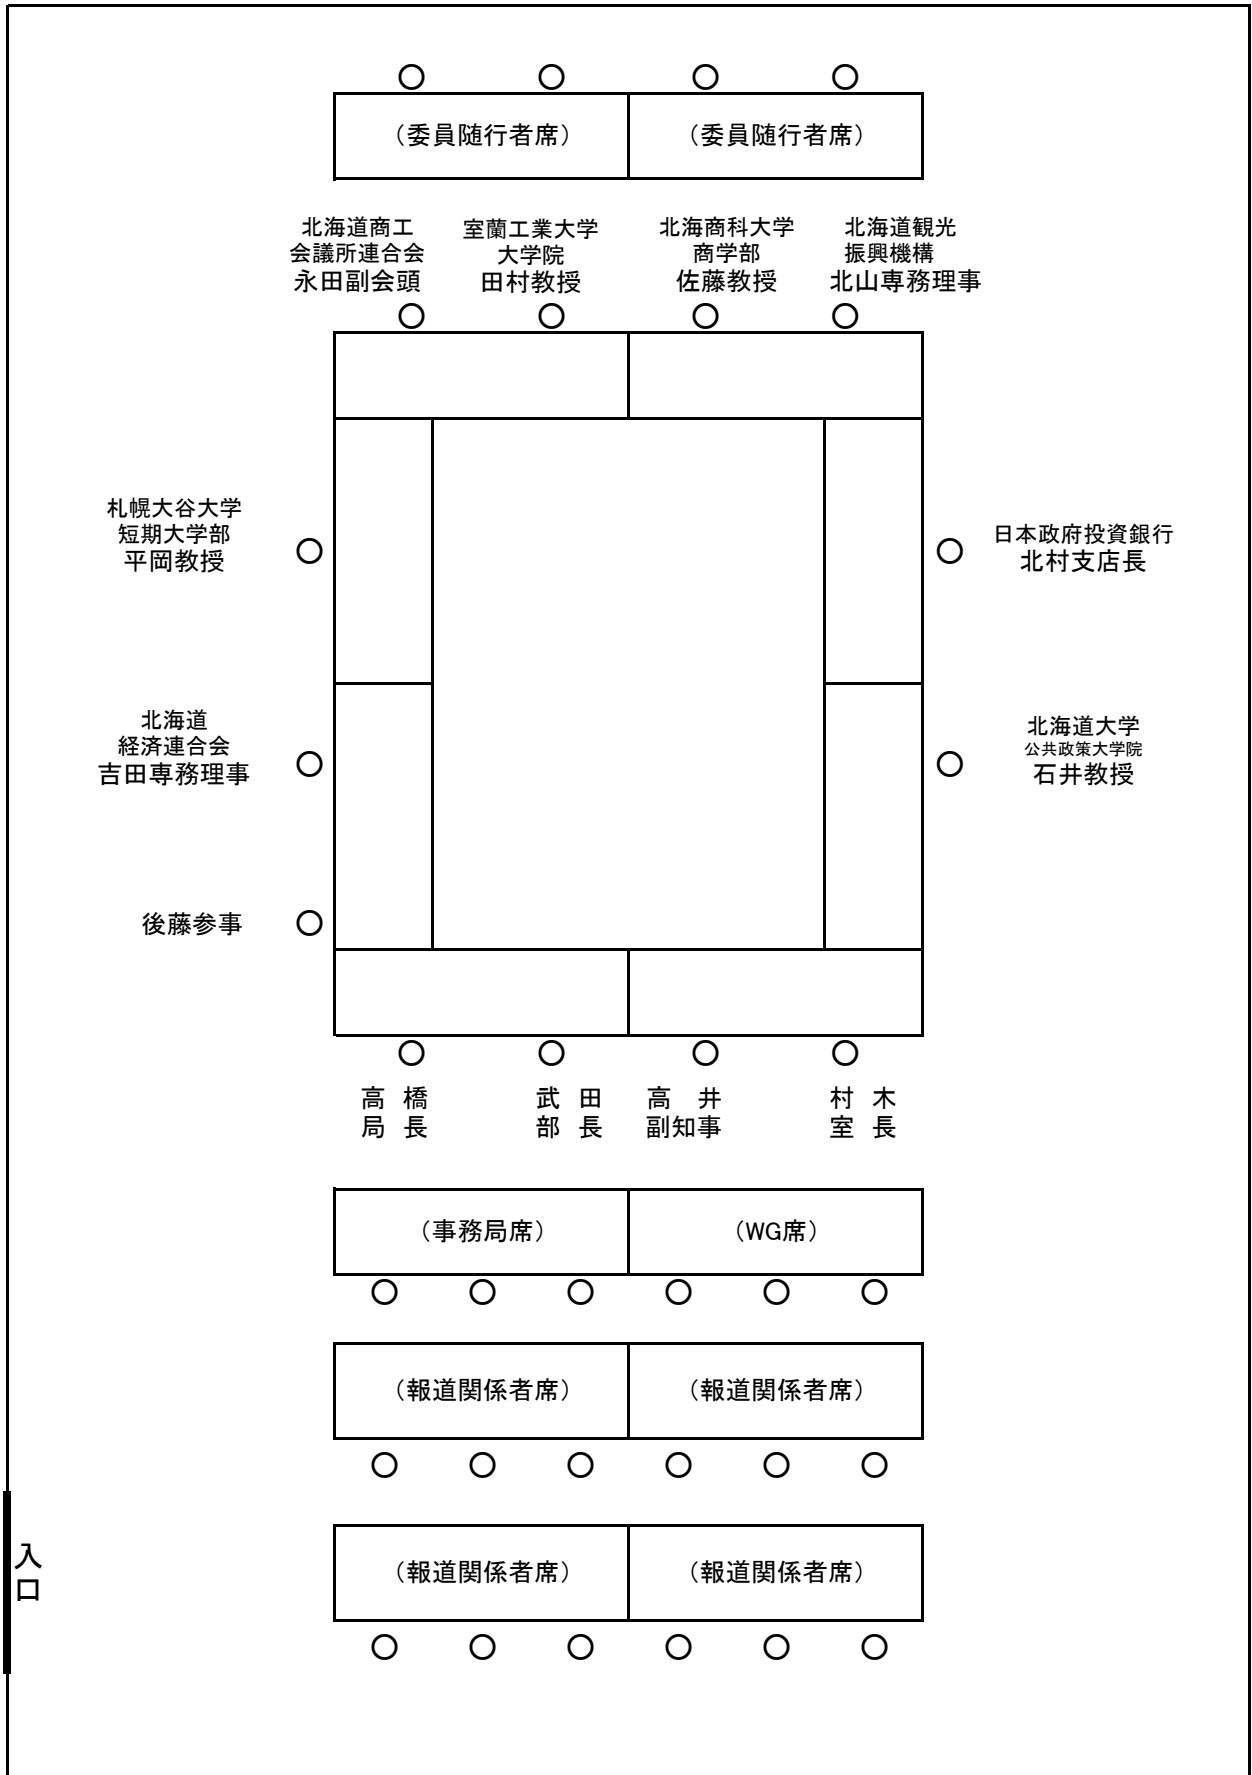 （委員随行者席）
（委員随行者席）
北海道商工
会議所連合会
永田副会頭
室蘭工業大学
大学院
田村教授
北海商科大学
商学部
佐藤教授
北海道観光
振興機構
北山専務理事
札幌大谷大学
短期大学部
平岡教授
日本政府投資銀行
北村支店長
北海道
経済連合会
吉田専務理事
北海道大学
公共政策大学院
石井教授
後藤参事
高橋
局長
武田
部長
高井
副知事
村木
室長
（事務局席）
（WG席）
（報道関係者席）
（報道関係者席）
（報道関係者席）
（報道関係者席）
入
口